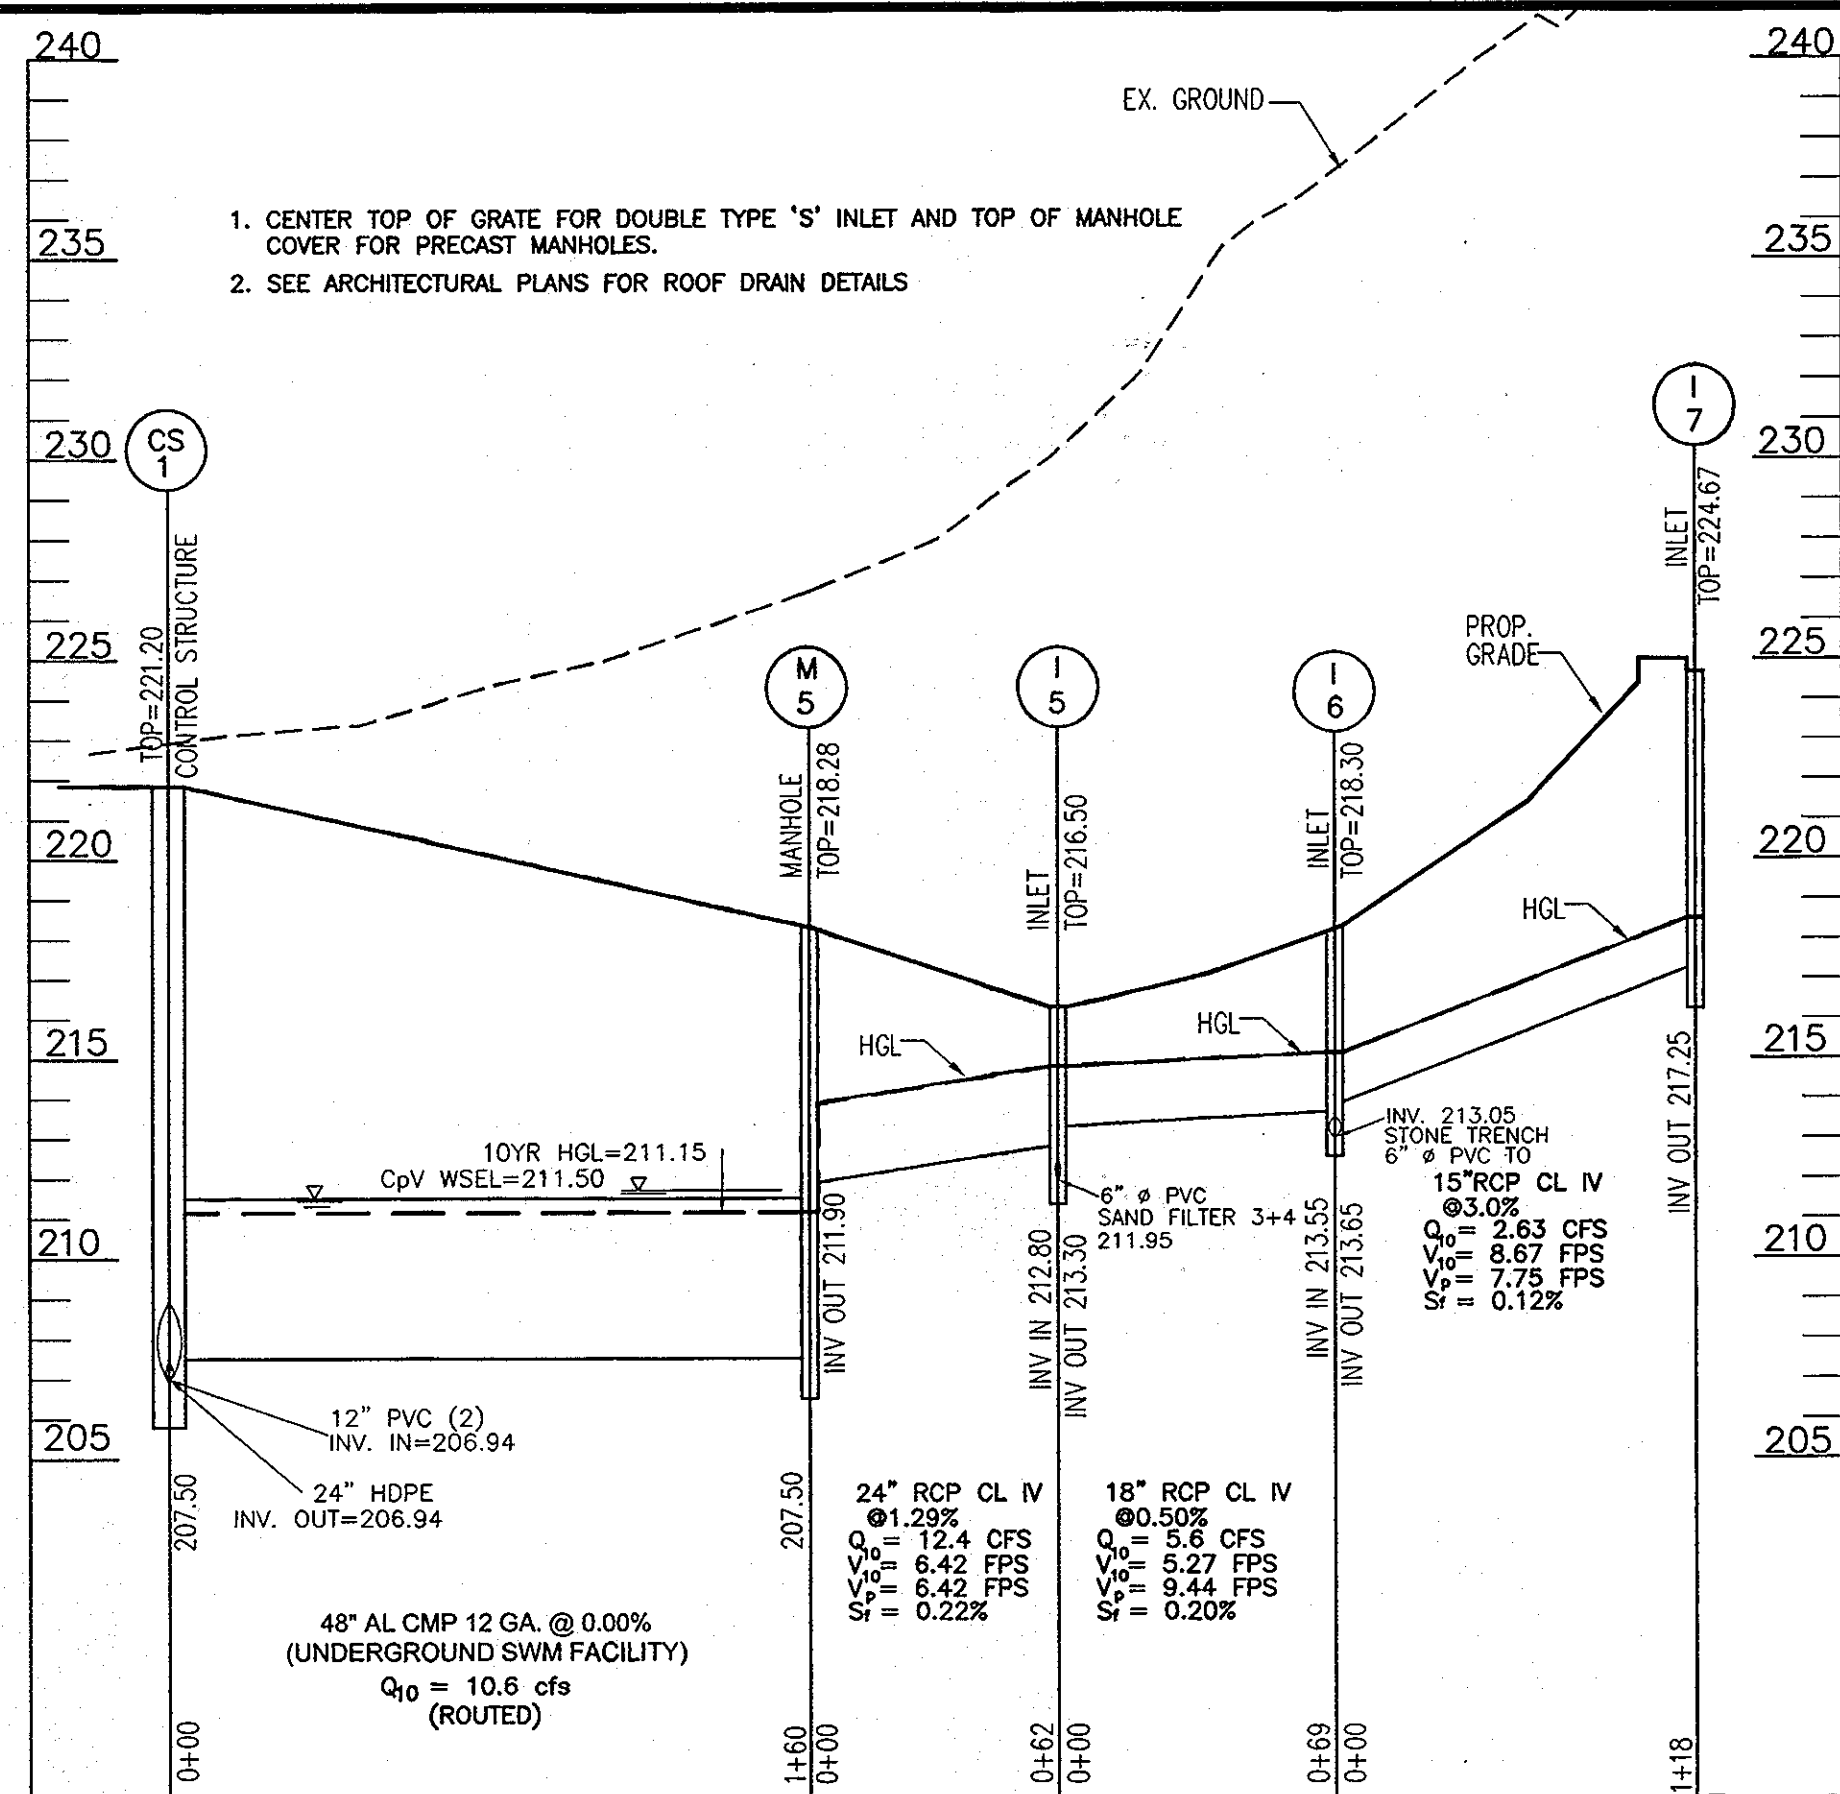 240
235
230
225
220
215
210
205
240
235
230
225
220
215
210
205
EX. GROUND
1. CENTER TOP OF GRATE FOR DOUBLE TYPE 'S' INLET AND TOP OF MANHOLE
COVER FOR PRECAST MANHOLES.
2. SEE ARCHITECTURAL PLANS FOR ROOF DRAIN DETAILS
CS
1
TOP=221.20
CONTROL STRUCTURE
M
5
MANHOLE
TOP=218.28
I
5
INLET
TOP=216.50
I
6
INLET
TOP=218.30
I
7
INLET
TOP=224.67
PROP.
GRADE
HGL
HGL
HGL
10YR HGL=211.15
CpV WSEL=211.50
INV OUT 211.90
6" ø PVC
SAND FILTER 3+4
211.95
INV IN 212.80
INV OUT 213.30
INV. 213.05
STONE TRENCH
6" ø PVC TO
INV IN 213.55
INV OUT 213.65
15"RCP CL IV
@3.0%
Q10= 2.63 CFS
V10= 8.67 FPS
Vp= 7.75 FPS
Sf = 0.12%
INV OUT 217.25
12" PVC (2)
INV. IN=206.94
24" HDPE
INV. OUT=206.94
207.50
207.50
24" RCP CL IV
@1.29%
Q10= 12.4 CFS
V10= 6.42 FPS
Vp= 6.42 FPS
Sf = 0.22%
18" RCP CL IV
@0.50%
Q10= 5.6 CFS
V10= 5.27 FPS
Vp= 9.44 FPS
Sf = 0.20%
48" AL CMP 12 GA. @ 0.00%
(UNDERGROUND SWM FACILITY)
Q10 = 10.6 cfs
(ROUTED)
0+00
1+60
0+00
0+62
0+00
0+69
0+00
1+18